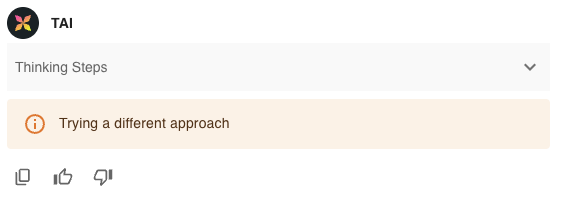 TAI
Thinking Steps
Trying a different approach